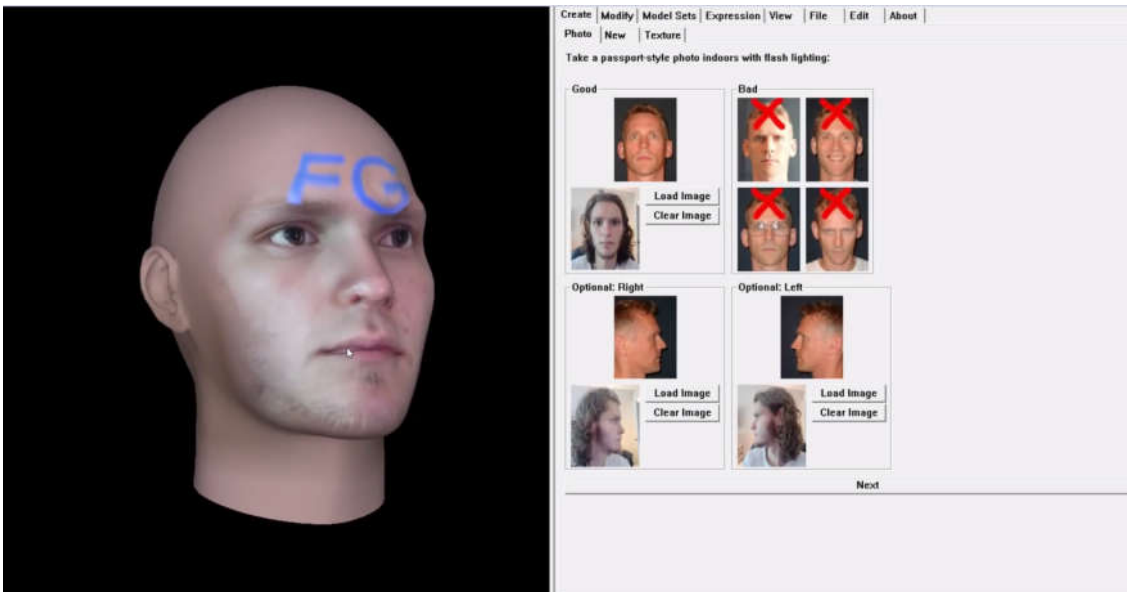 Create Modify Model Sets Expression View File Edit About
Photo New Texture
Take a passport-style photo indoors with flash lighting:
Good Bad
FG
Load Image
Clear Image
Optional: Right Optional: Left
Load Image Load Image
Clear Image Clear Image
Next